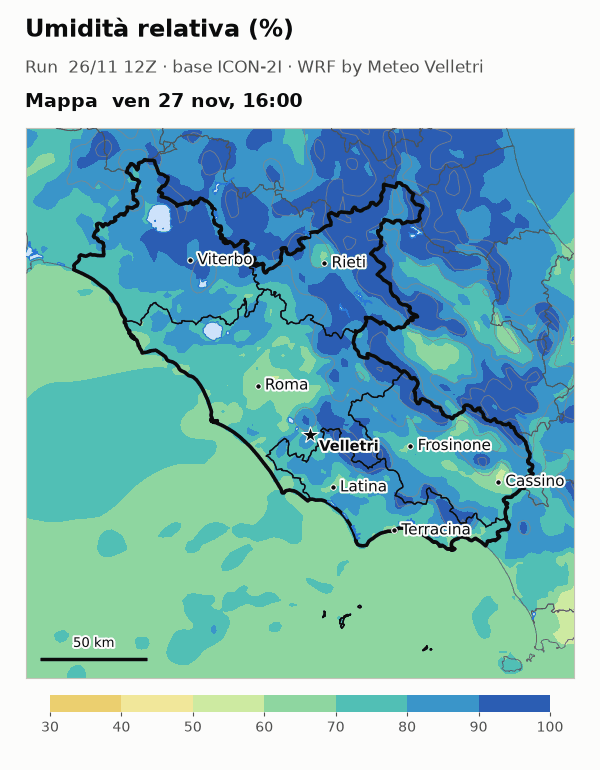 Umidità relativa (%)
Run  26/11 12Z · base ICON-2I · WRF by Meteo Velletri
Mappa  ven 27 nov, 16:00
Viterbo
Rieti
Roma
Velletri
Frosinone
Cassino
Latina
Terracina
50 km
30 40 50 60 70 80 90 100